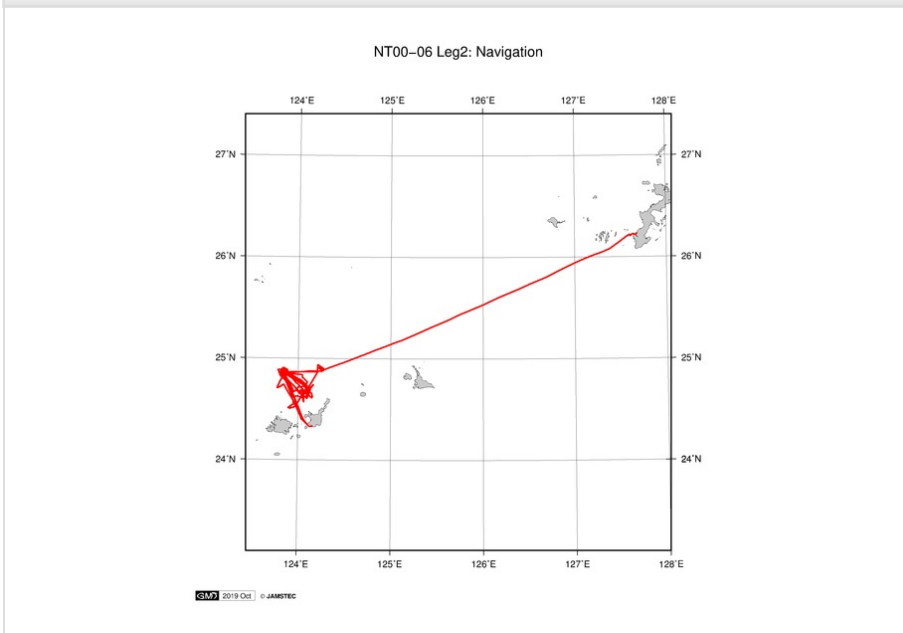 NT00−06 Leg2: Navigation
124˚E 125˚E 126˚E 127˚E 128˚E
27˚N 27˚N
26˚N 26˚N
25˚N 25˚N
24˚N 24˚N
124˚E 125˚E 126˚E 127˚E 128˚E
GMT 2019 Oct © JAMSTEC